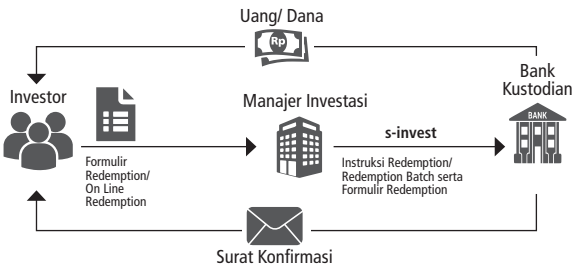 Uang/ Dana
Rp
Investor
Formulir
Redemption/
On Line
Redemption
Manajer Investasi
s-invest
Instruksi Redemption/
Redemption Batch serta
Formulir Redemption
Bank
Kustodian
BANK
Surat Konfirmasi